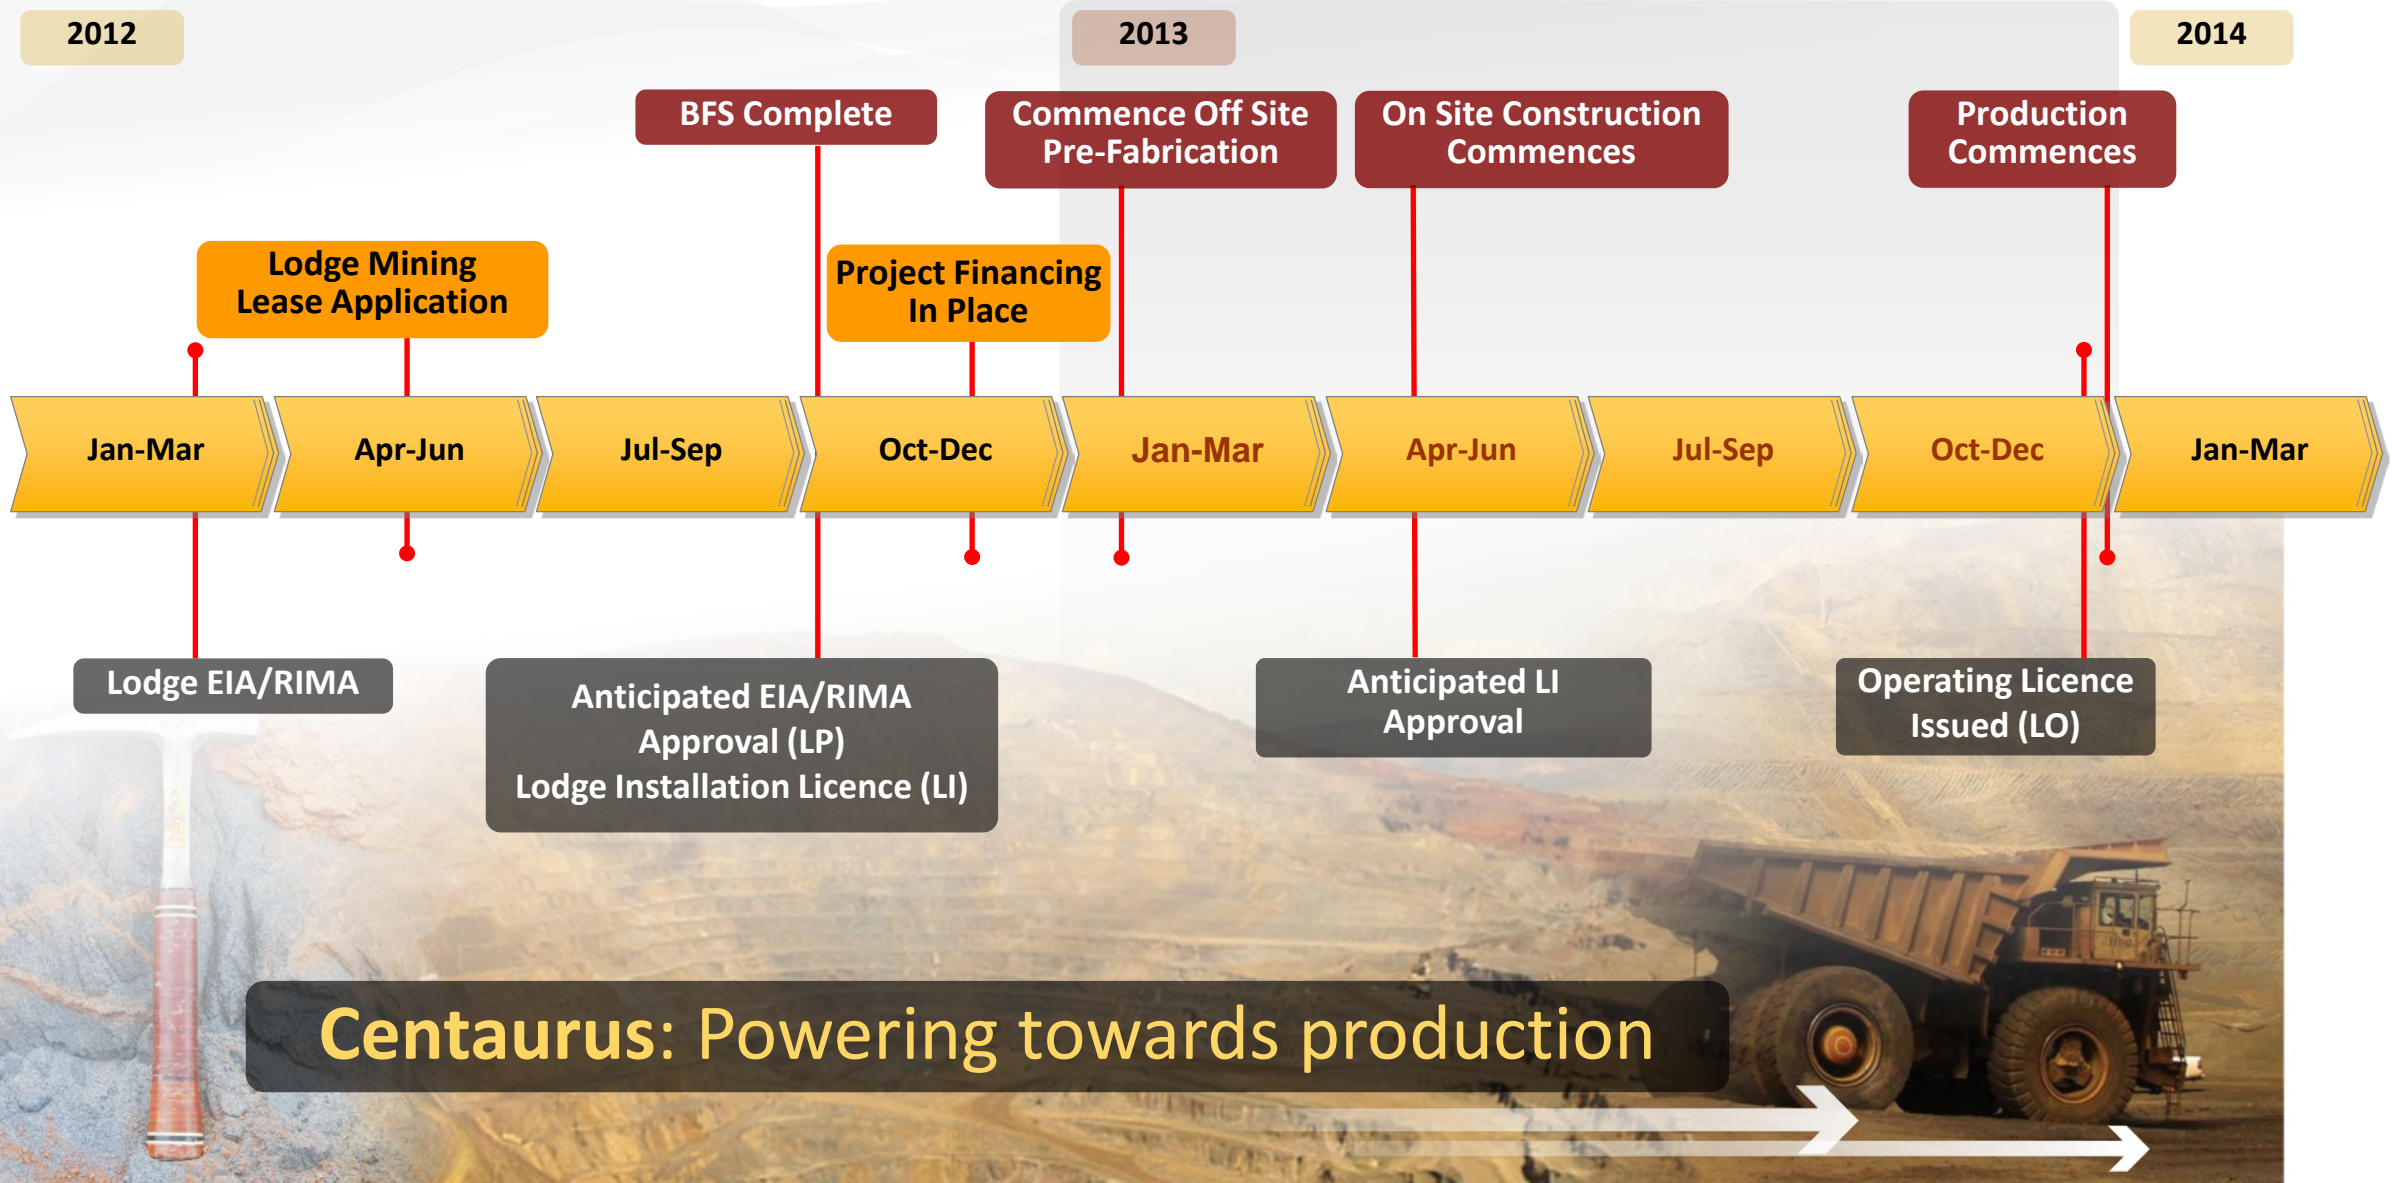 2012
2013
2014
BFS Complete
Commence Off Site
Pre-Fabrication
On Site Construction
Commences
Production
Commences
Lodge Mining
Lease Application
Project Financing
In Place
Jan-Mar
Apr-Jun
Jul-Sep
Oct-Dec
Jan-Mar
Apr-Jun
Jul-Sep
Oct-Dec
Jan-Mar
Lodge EIA/RIMA
Anticipated EIA/RIMA
Approval (LP)
Lodge Installation Licence (LI)
Anticipated LI
Approval
Operating Licence
Issued (LO)
Centaurus: Powering towards production